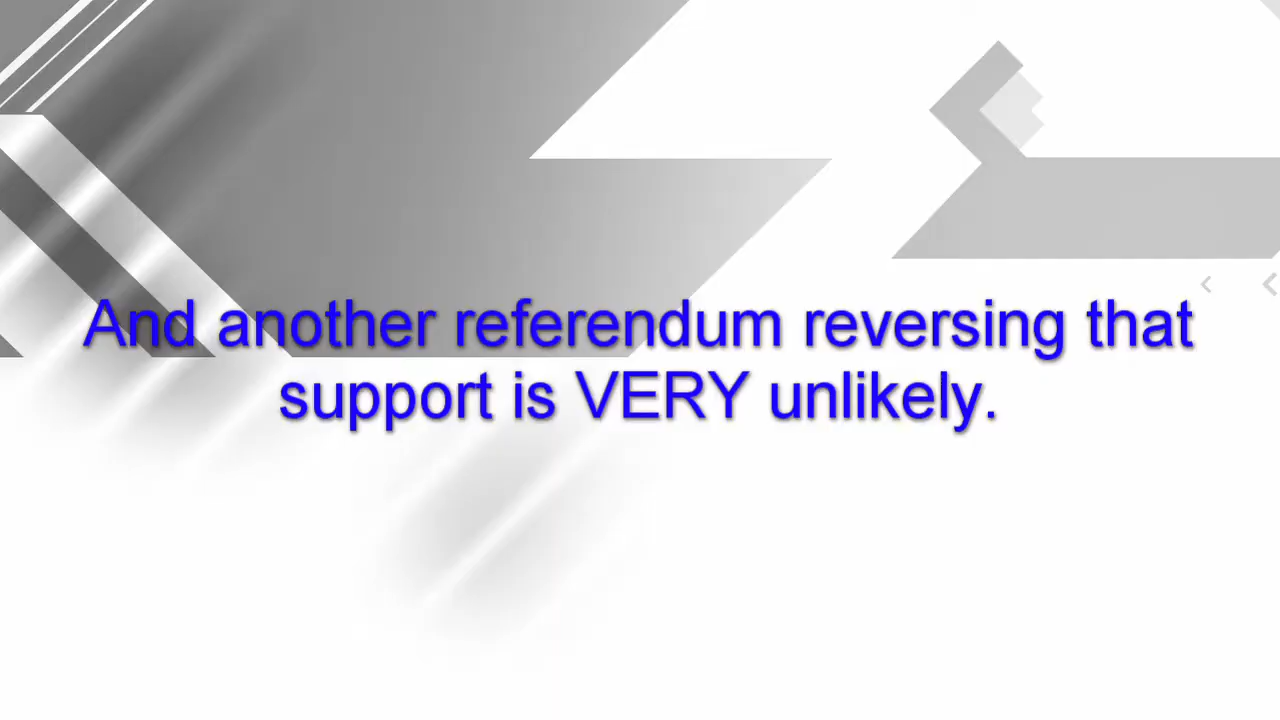 And another referendum reversing that
support is VERY unlikely.